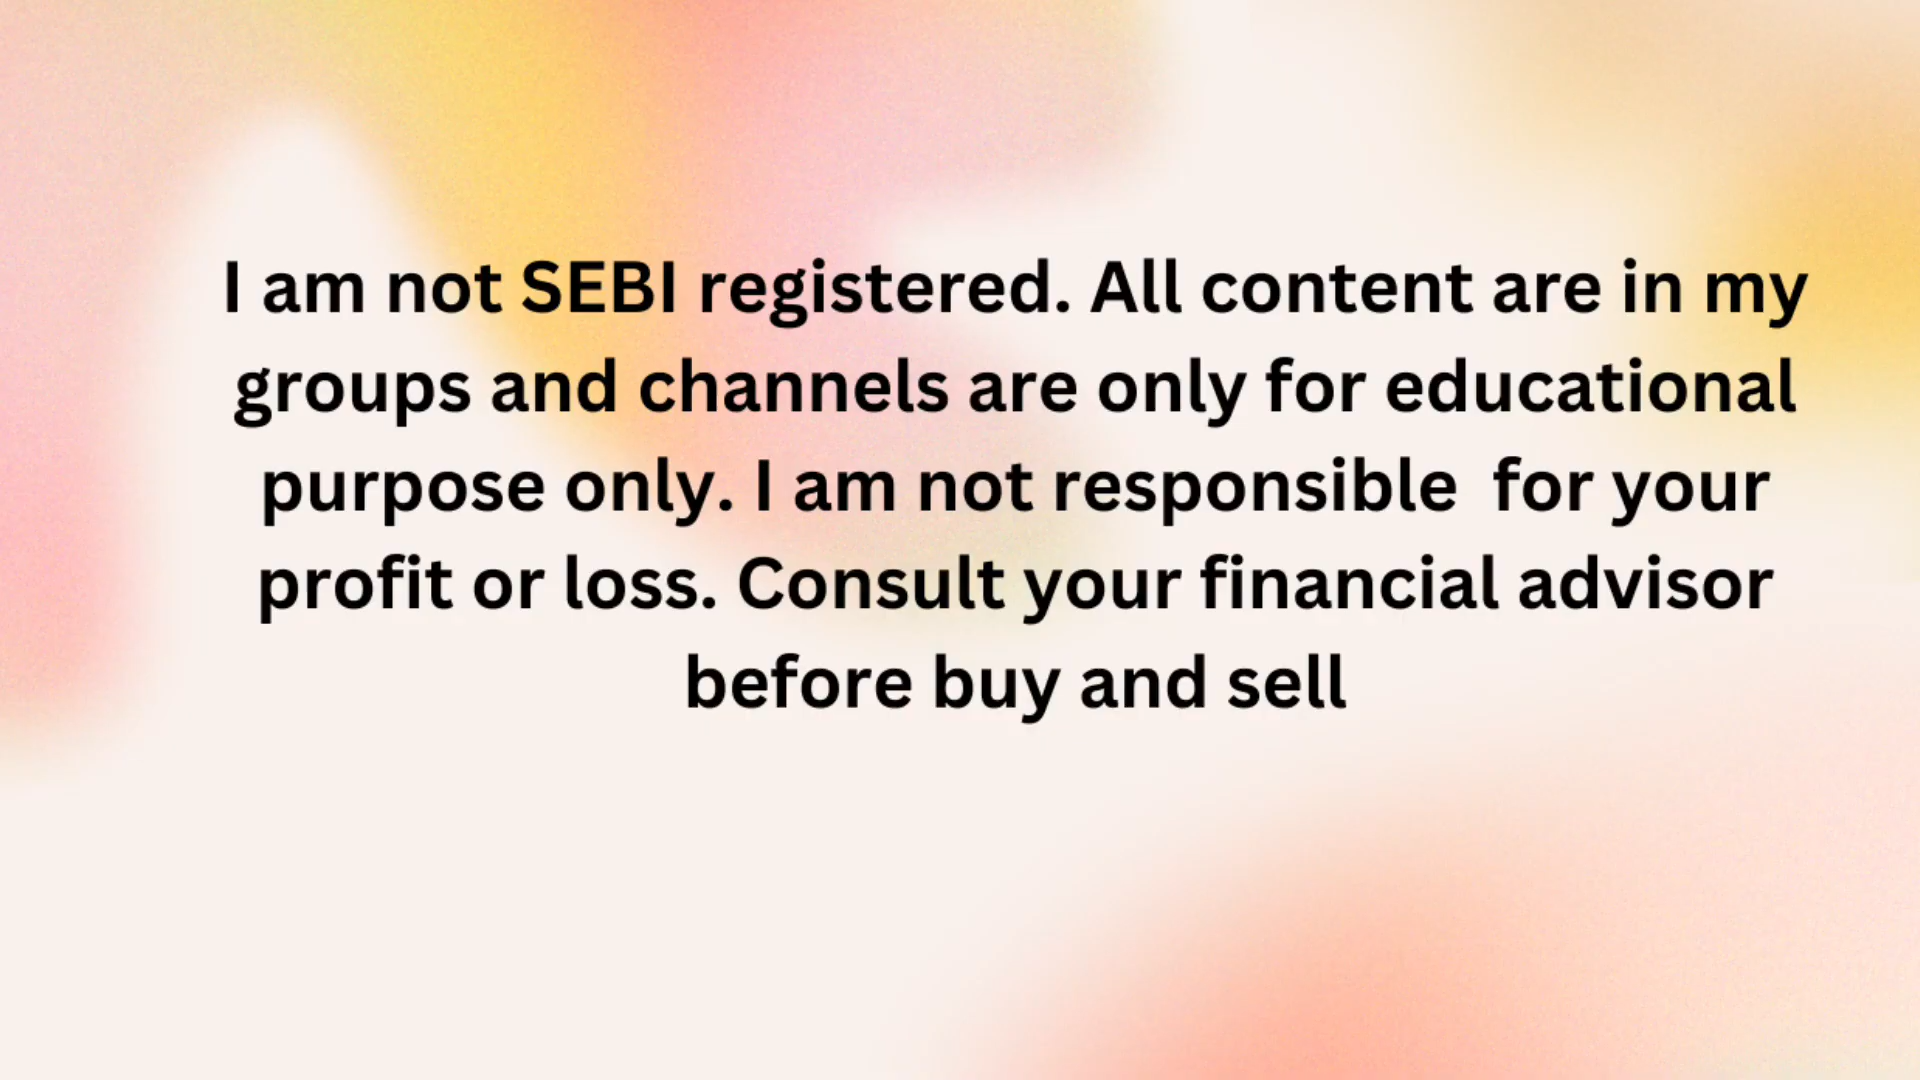 I am not SEBI registered. All content are in my
groups and channels are only for educational
purpose only. I am not responsible  for your
profit or loss. Consult your financial advisor
before buy and sell